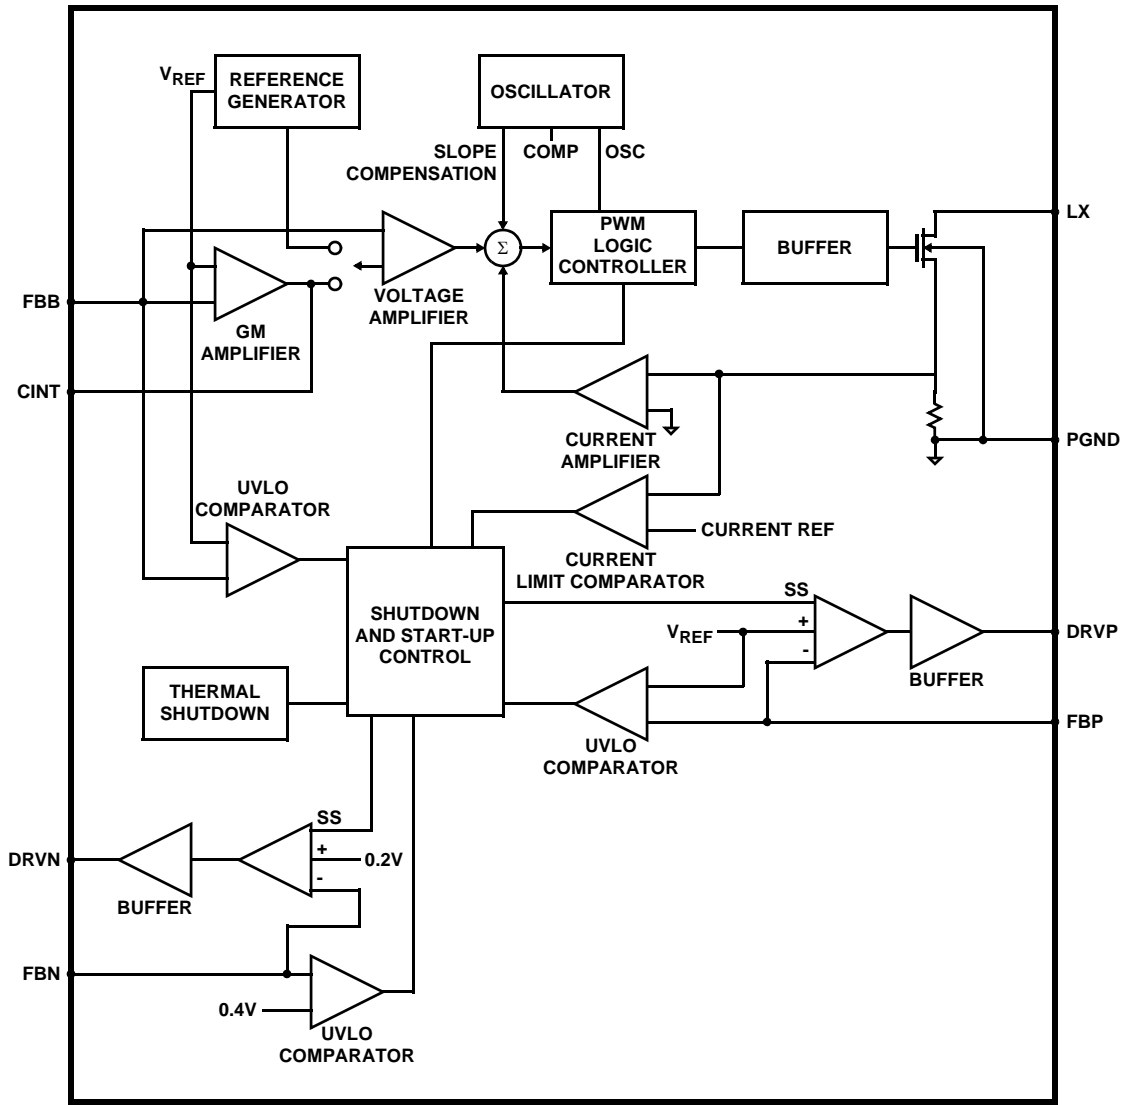 VREF
REFERENCE
GENERATOR
OSCILLATOR
SLOPE
COMPENSATION
COMP
OSC
LX
PWM
LOGIC
CONTROLLER
BUFFER
Σ
FBB
VOLTAGE
AMPLIFIER
GM
AMPLIFIER
CINT
CURRENT
AMPLIFIER
PGND
UVLO
COMPARATOR
CURRENT REF
CURRENT
LIMIT COMPARATOR
SHUTDOWN
AND START-UP
CONTROL
SS
VREF
+
-
DRVP
BUFFER
THERMAL
SHUTDOWN
FBP
UVLO
COMPARATOR
SS
+
-
0.2V
DRVN
BUFFER
FBN
0.4V
UVLO
COMPARATOR